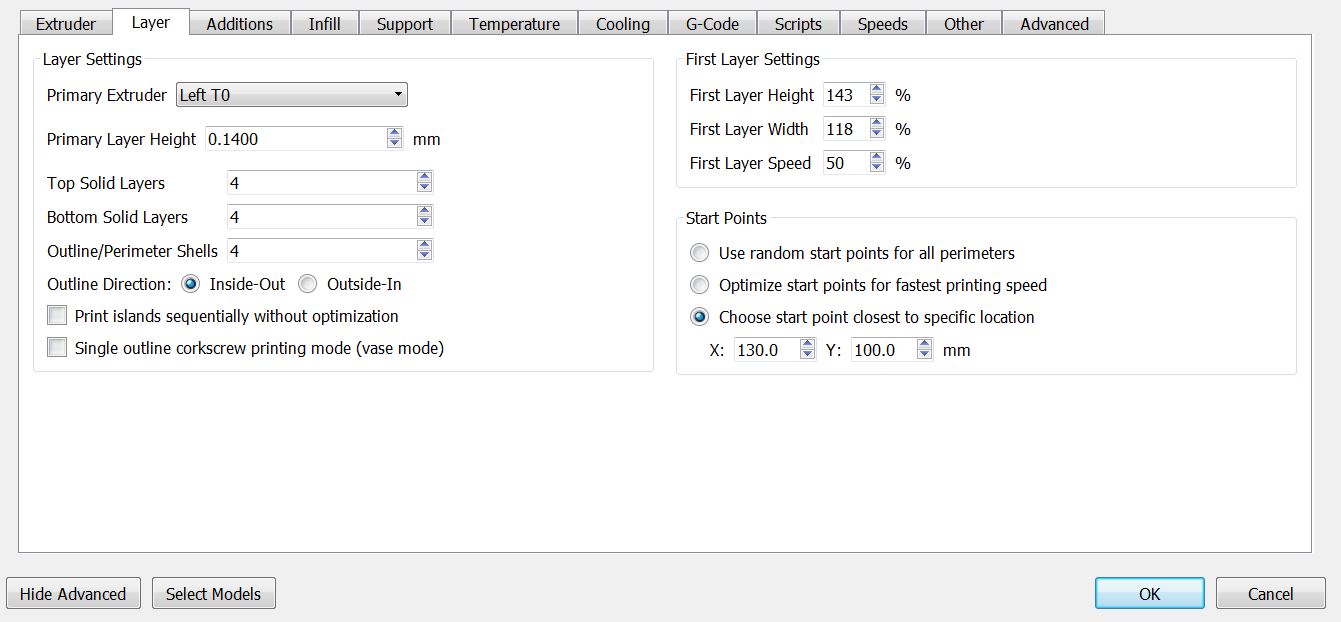 Extruder Layer Additions Infill Support Temperature Cooling G-Code Scripts Speeds Other Advanced
Layer Settings
Primary Extruder Left T0
Primary Layer Height 0.1400 mm
Top Solid Layers 4
Bottom Solid Layers 4
Outline/Perimeter Shells 4
Outline Direction: Inside-Out Outside-In
Print islands sequentially without optimization
Single outline corkscrew printing mode (vase mode)
First Layer Settings
First Layer Height 143 %
First Layer Width 118 %
First Layer Speed 50 %
Start Points
Use random start points for all perimeters
Optimize start points for fastest printing speed
Choose start point closest to specific location
X: 130.0 Y: 100.0 mm
Hide Advanced Select Models OK Cancel